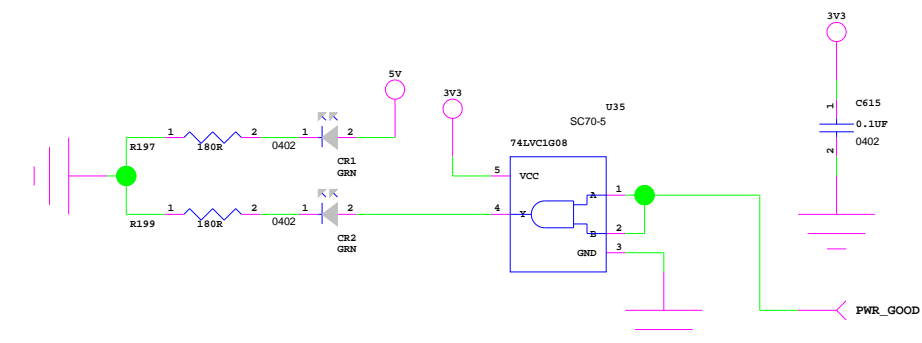 3V3
5V
3V3
C615
0.1UF
0402
1
2
U35
SC70-5
74LVC1G08
1
2
1
2
R197
180R
0402
CR1
GRN
5
VCC
A
1
1
2
1
2
4
Y
B
2
R199
180R
0402
CR2
GRN
GND
3
PWR_GOOD